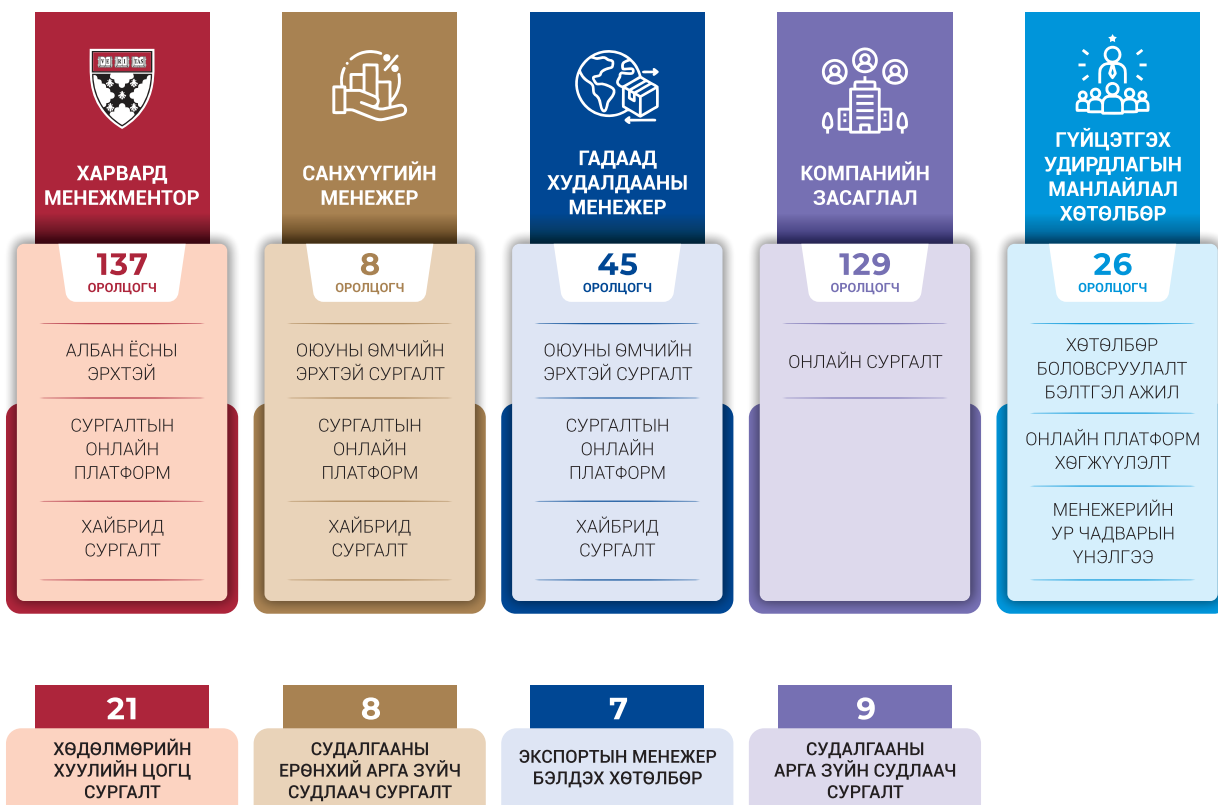 ХАРВАРД
МЕНЕЖМЕНТОР
137
ОРОЛЦОГЧ
АЛБАН ЁСНЫ
ЭРХТЭЙ
СУРГАЛТЫН
ОНЛАЙН
ПЛАТФОРМ
ХАЙБРИД
СУРГАЛТ
САНХҮҮГИЙН
МЕНЕЖЕР
8
ОРОЛЦОГЧ
ОЮУНЫ ӨМЧИЙН
ЭРХТЭЙ СУРГАЛТ
СУРГАЛТЫН
ОНЛАЙН
ПЛАТФОРМ
ХАЙБРИД
СУРГАЛТ
ГАДААД
ХУДАЛДААНЫ
МЕНЕЖЕР
45
ОРОЛЦОГЧ
ОЮУНЫ ӨМЧИЙН
ЭРХТЭЙ СУРГАЛТ
СУРГАЛТЫН
ОНЛАЙН
ПЛАТФОРМ
ХАЙБРИД
СУРГАЛТ
КОМПАНИЙН
ЗАСАГЛАЛ
129
ОРОЛЦОГЧ
ОНЛАЙН СУРГАЛТ
ГҮЙЦЭТГЭХ
УДИРДЛАГЫН
МАНЛАЙЛАЛ
ХӨТӨЛБӨР
26
ОРОЛЦОГЧ
ХӨТӨЛБӨР
БОЛОВСРУУЛАЛТ
БЭЛТГЭЛ АЖИЛ
ОНЛАЙН ПЛАТФОРМ
ХӨГЖҮҮЛЭЛТ
МЕНЕЖЕРИЙН
УР ЧАДВАРЫН
ҮНЭЛГЭЭ
21
ХӨДӨЛМӨРИЙН
ХУУЛИЙН ЦОГЦ
СУРГАЛТ
8
СУДАЛГААНЫ
ЕРӨНХИЙ АРГА ЗҮЙЧ
СУДЛААЧ СУРГАЛТ
7
ЭКСПОРТЫН МЕНЕЖЕР
БЭЛДЭХ ХӨТӨЛБӨР
9
СУДАЛГААНЫ
АРГА ЗҮЙН СУДЛААЧ
СУРГАЛТ